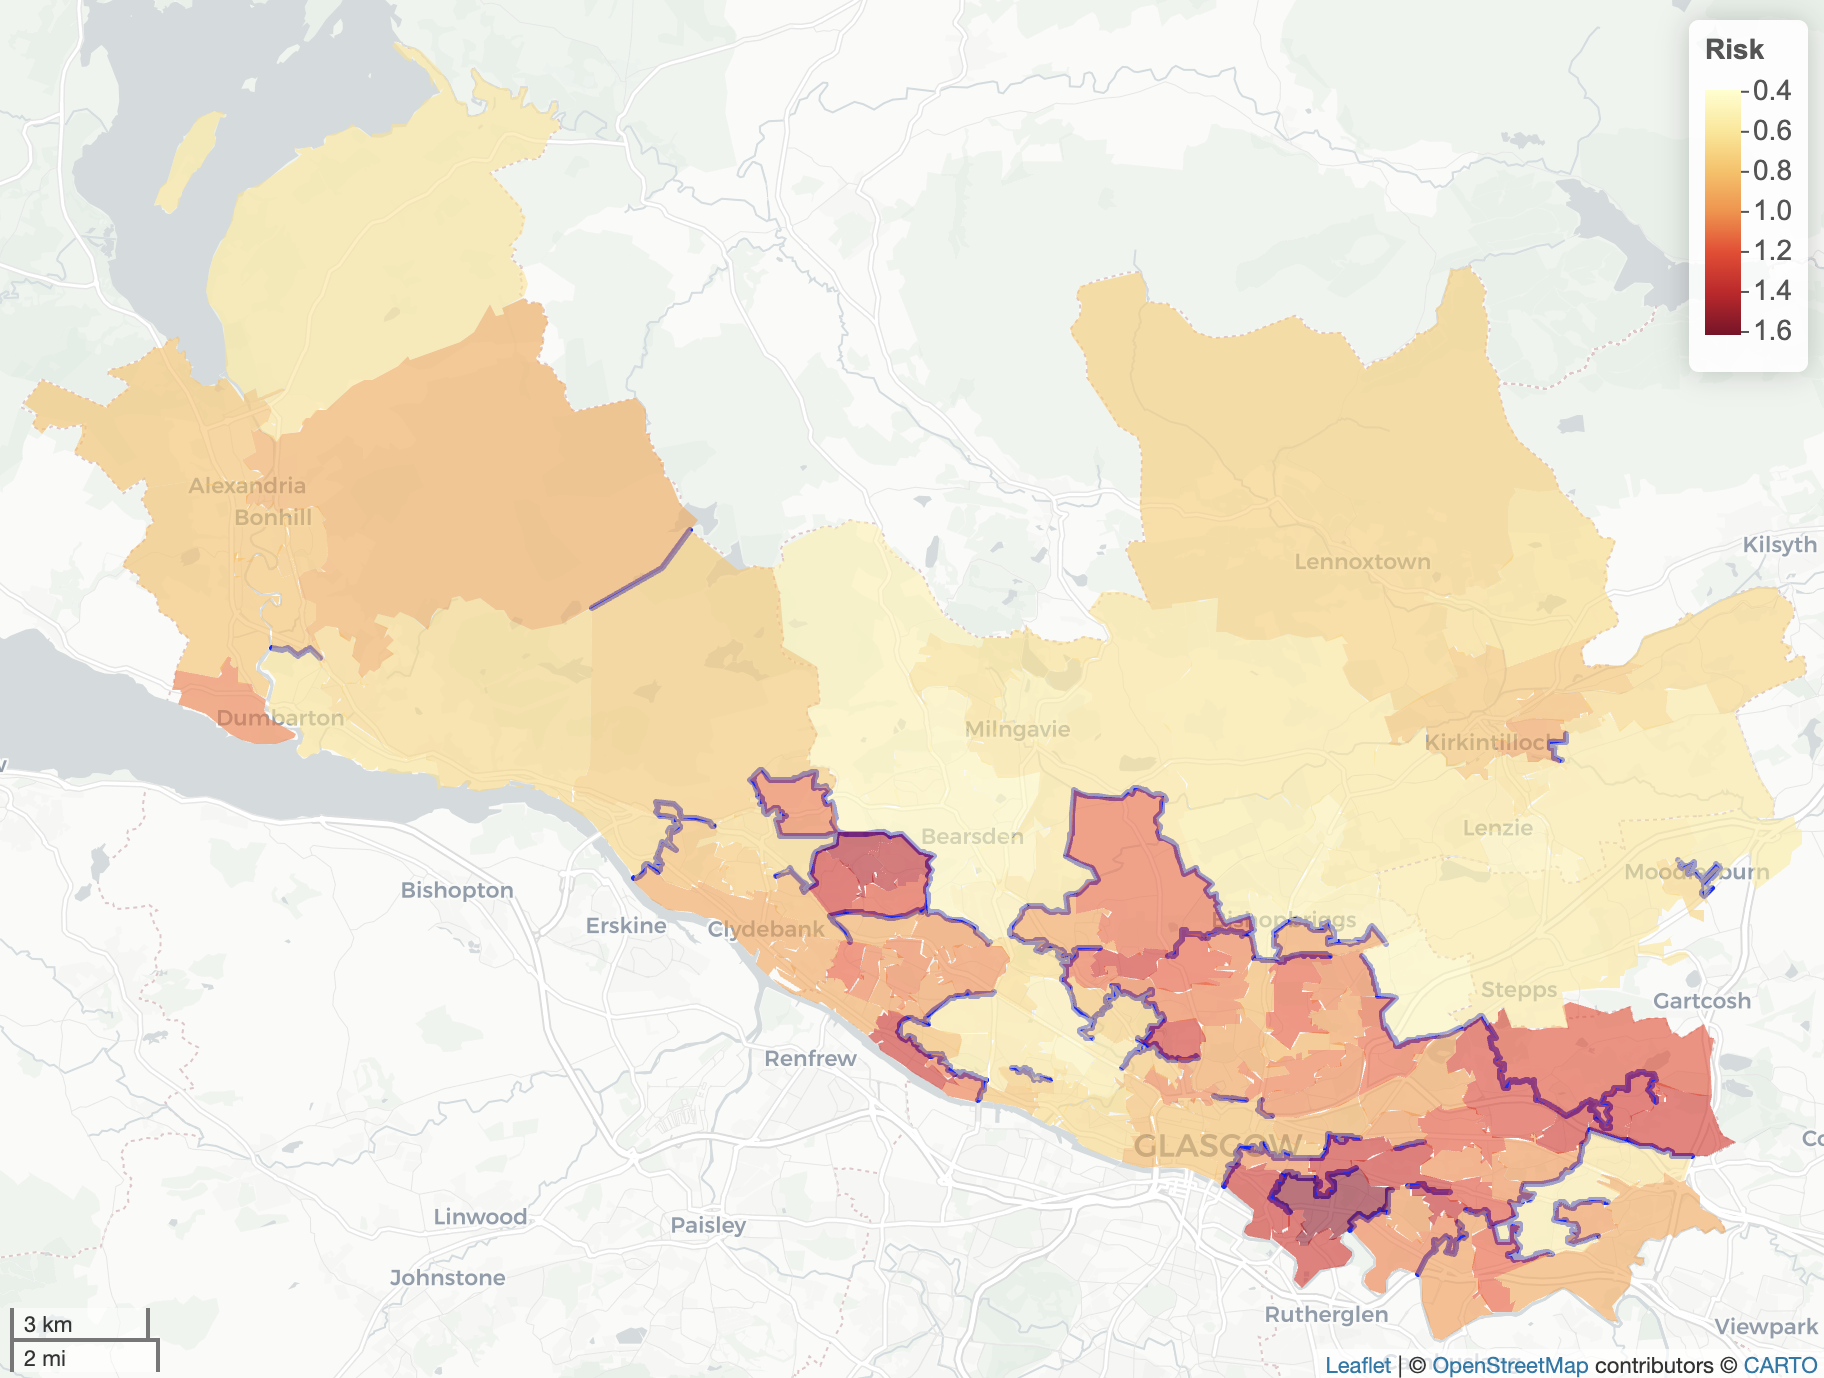 Risk
0.4
0.6
0.8
1.0
1.2
1.4
1.6
Alexandria
Bonhill
Kilsyth
Lennoxtown
Dumbarton
Milngavie
Kirkintilloch
Bearsden
Lenzie
Moodiesburn
Bishopton
Erskine
Clydebank
Bishopbriggs
Stepps
Gartcosh
Renfrew
GLASGOW
Linwood
Paisley
Johnstone
Rutherglen
Viewpark
3 km
2 mi
Leaflet | © OpenStreetMap contributors © CARTO